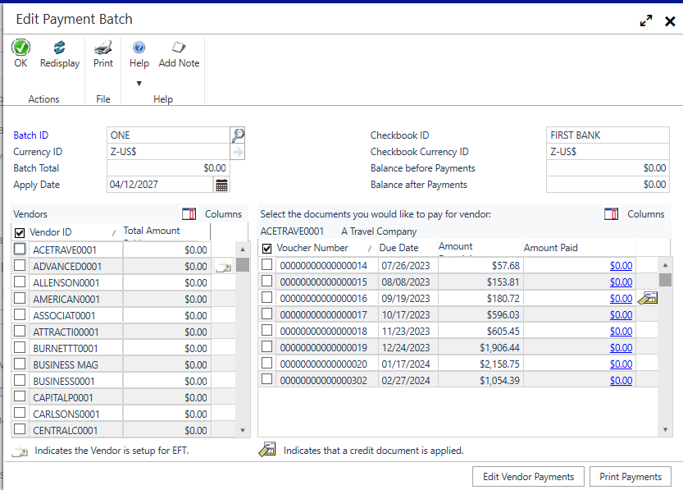 Edit Payment Batch
OK Redisplay Print Help Add Note
Actions File Help
Batch ID ONE Checkbook ID FIRST BANK
Currency ID Z-US$ Checkbook Currency ID Z-US$
Batch Total $0.00 Balance before Payments $0.00
Apply Date 04/12/2027 Balance after Payments $0.00
Vendors Columns Select the documents you would like to pay for vendor: Columns
ACETRAVE0001 A Travel Company
Vendor ID / Total Amount Voucher Number / Due Date Amount Amount Paid
ACETRAVE0001 $0.00 00000000000000014 07/26/2023 $57.68 $0.00
ADVANCED0001 $0.00 00000000000000015 08/08/2023 $153.81 $0.00
ALLENSON0001 $0.00 00000000000000016 09/19/2023 $180.72 $0.00
AMERICAN0001 $0.00 00000000000000017 10/17/2023 $596.03 $0.00
ASSOCIAT0001 $0.00 00000000000000018 11/23/2023 $605.45 $0.00
ATTRACTI00001 $0.00 00000000000000019 12/24/2023 $1,906.44 $0.00
BURNETTT0001 $0.00 00000000000000020 01/17/2024 $2,158.75 $0.00
BUSINESS MAG $0.00 00000000000000302 02/27/2024 $1,054.39 $0.00
BUSINESS0001 $0.00
CAPITALP0001 $0.00
CARLSONS0001 $0.00
CENTRALC0001 $0.00
Indicates the Vendor is setup for EFT. Indicates that a credit document is applied.
Edit Vendor Payments Print Payments